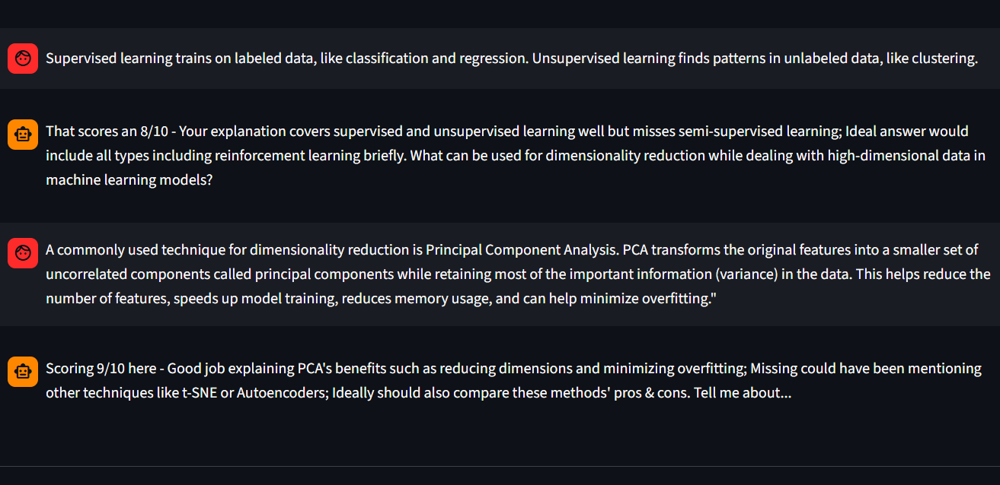 Supervised learning trains on labeled data, like classification and regression. Unsupervised learning finds patterns in unlabeled data, like clustering.
That scores an 8/10 - Your explanation covers supervised and unsupervised learning well but misses semi-supervised learning; Ideal answer would
include all types including reinforcement learning briefly. What can be used for dimensionality reduction while dealing with high-dimensional data in
machine learning models?
A commonly used technique for dimensionality reduction is Principal Component Analysis. PCA transforms the original features into a smaller set of
uncorrelated components called principal components while retaining most of the important information (variance) in the data. This helps reduce the
number of features, speeds up model training, reduces memory usage, and can help minimize overfitting."
Scoring 9/10 here - Good job explaining PCA's benefits such as reducing dimensions and minimizing overfitting; Missing could have been mentioning
other techniques like t-SNE or Autoencoders; Ideally should also compare these methods' pros & cons. Tell me about...